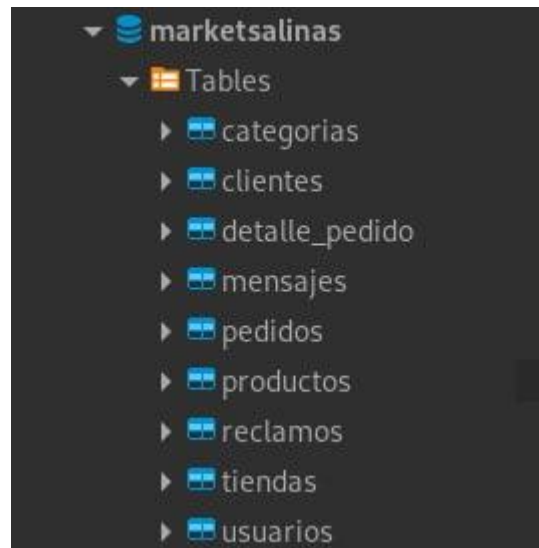 marketsalinas
Tables
categorias
clientes
detalle_pedido
mensajes
pedidos
productos
reclamos
tiendas
usuarios